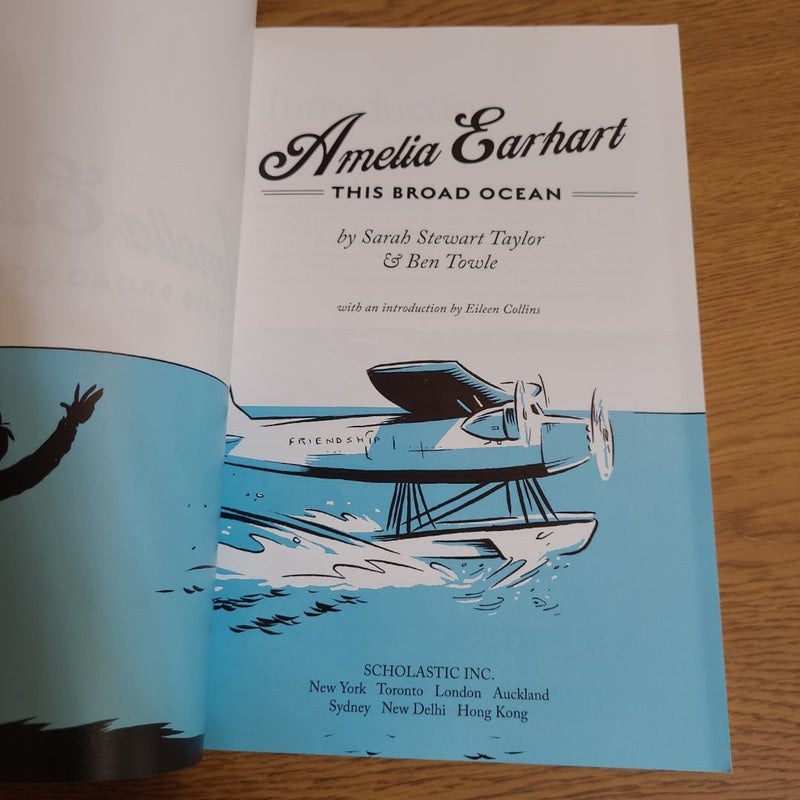 Amelia Earhart
THIS BROAD OCEAN
by Sarah Stewart Taylor
& Ben Towle
with an introduction by Eileen Collins
FRIENDSHIP
SCHOLASTIC INC.
New York Toronto London Auckland
Sydney New Delhi Hong Kong